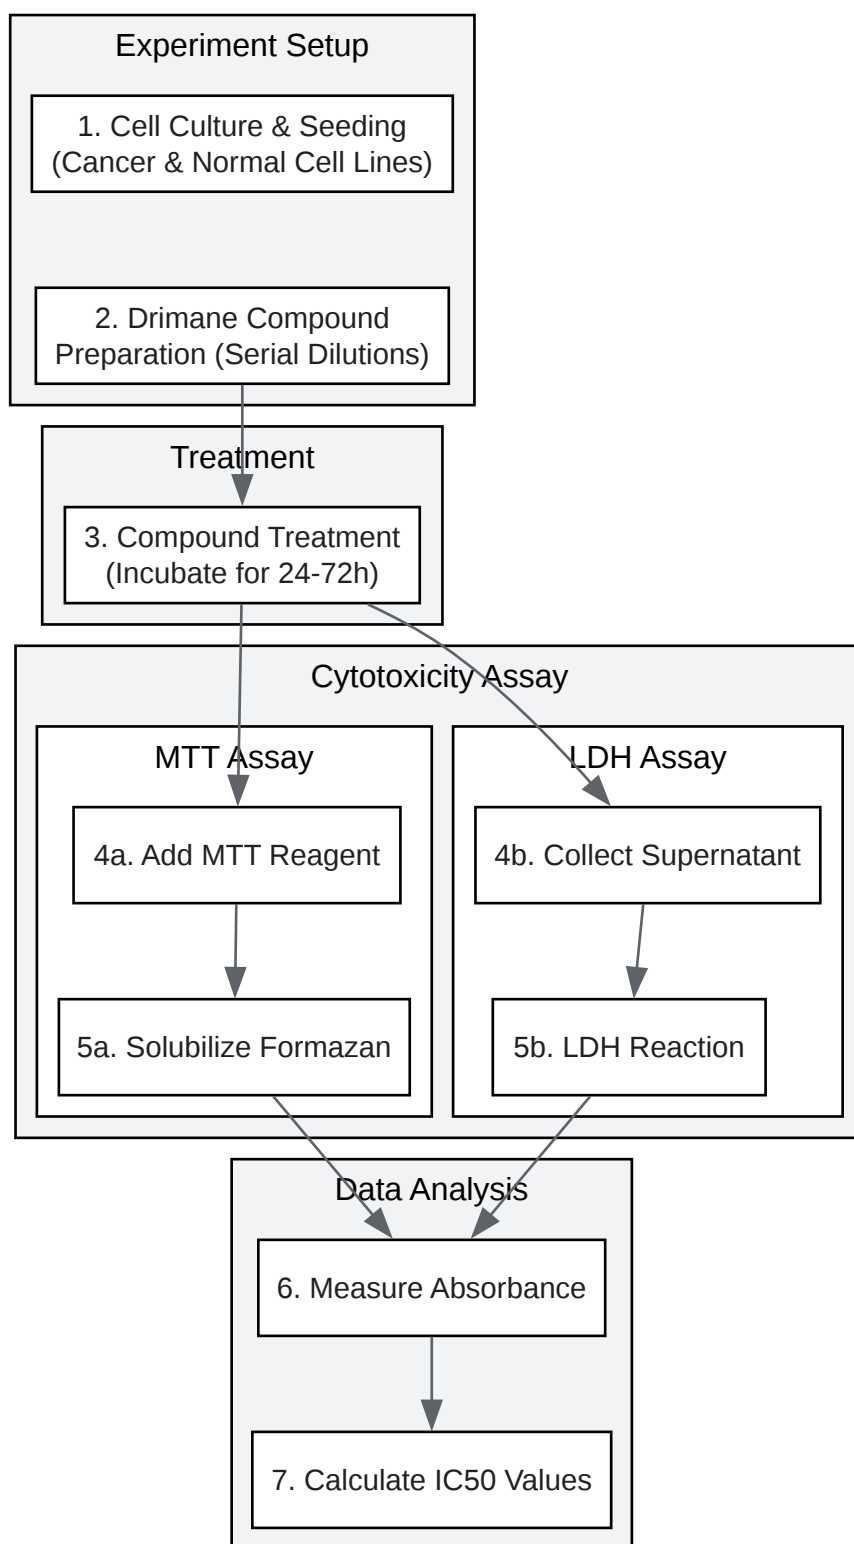 Experiment Setup
1. Cell Culture & Seeding
(Cancer & Normal Cell Lines)
2. Drimane Compound
Preparation (Serial Dilutions)
Treatment
3. Compound Treatment
(Incubate for 24-72h)
Cytotoxicity Assay
MTT Assay
LDH Assay
4a. Add MTT Reagent
4b. Collect Supernatant
5a. Solubilize Formazan
5b. LDH Reaction
Data Analysis
6. Measure Absorbance
7. Calculate IC50 Values